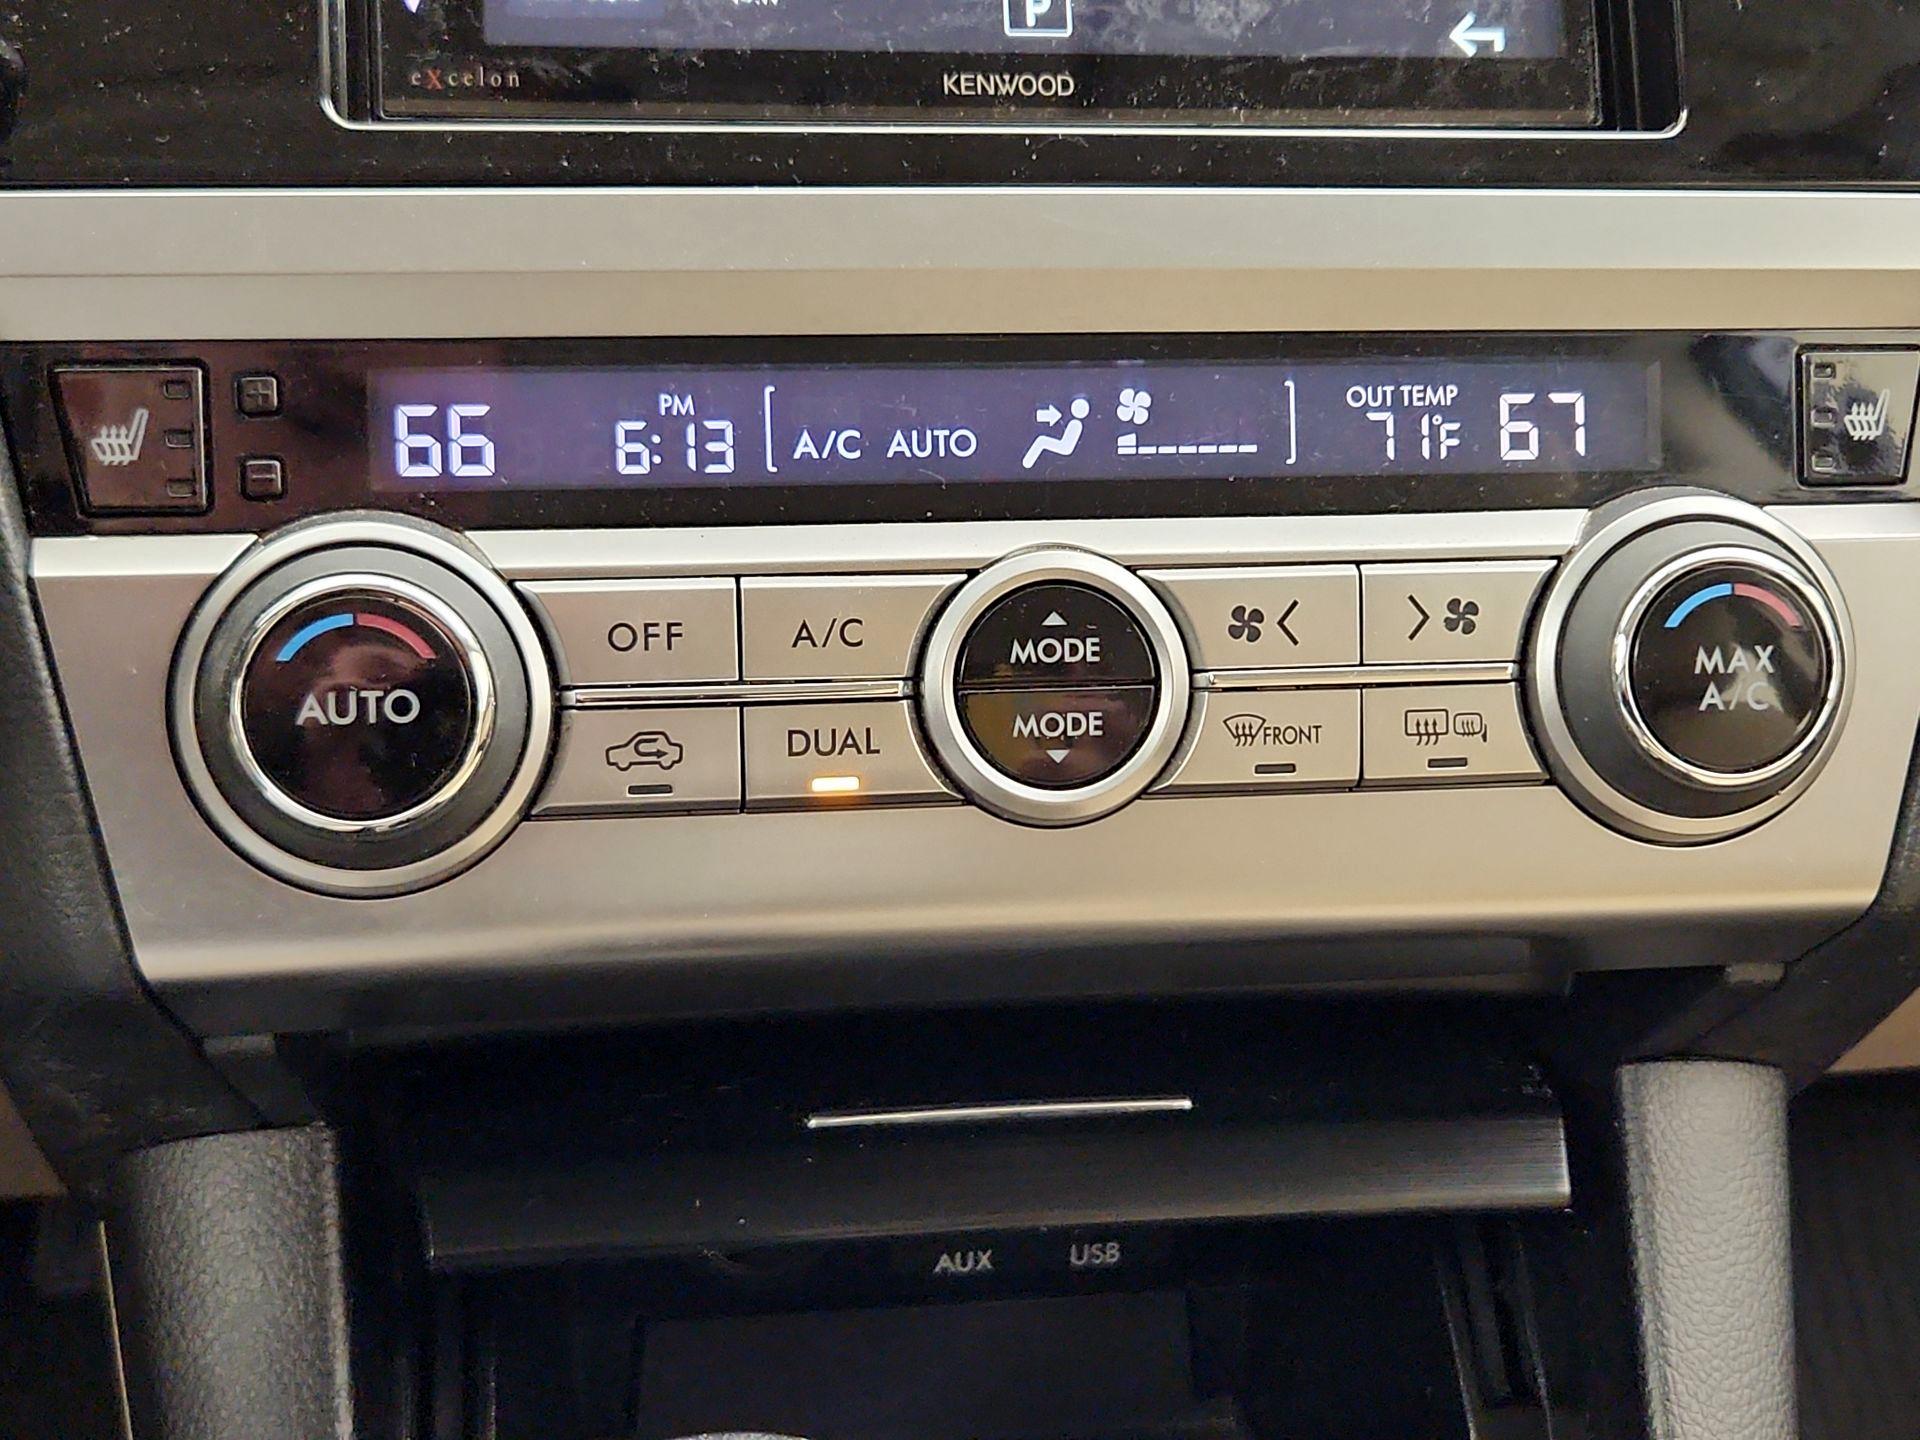 P
eXcelon
KENWOOD
66
PM
6:13
A/C AUTO
OUT TEMP
71°F
67
AUTO
OFF
A/C
DUAL
MODE
MODE
FRONT
MAX
A/C
AUX
USB